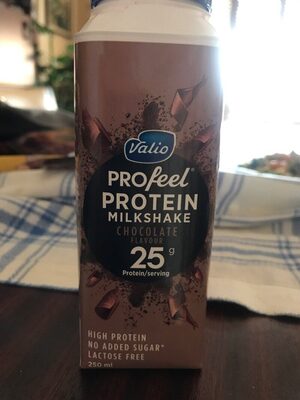 Valio
PROfeel®
PROTEIN
MILKSHAKE
CHOCOLATE
FLAVOUR
25 g
Protein/serving
HIGH PROTEIN
NO ADDED SUGAR*
LACTOSE FREE
250 ml